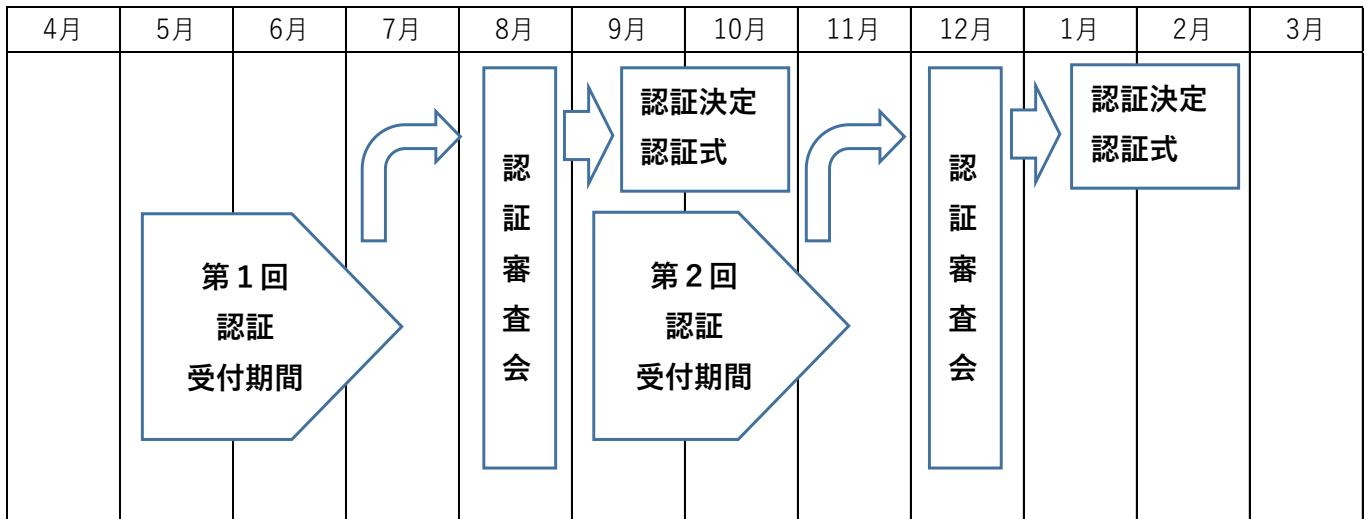 4月 5月 6月 7月 8月 9月 10月 11月 12月 1月 2月 3月
第１回
認証
受付期間
認証審査会
認証決定
認証式
第２回
認証
受付期間
認証審査会
認証決定
認証式